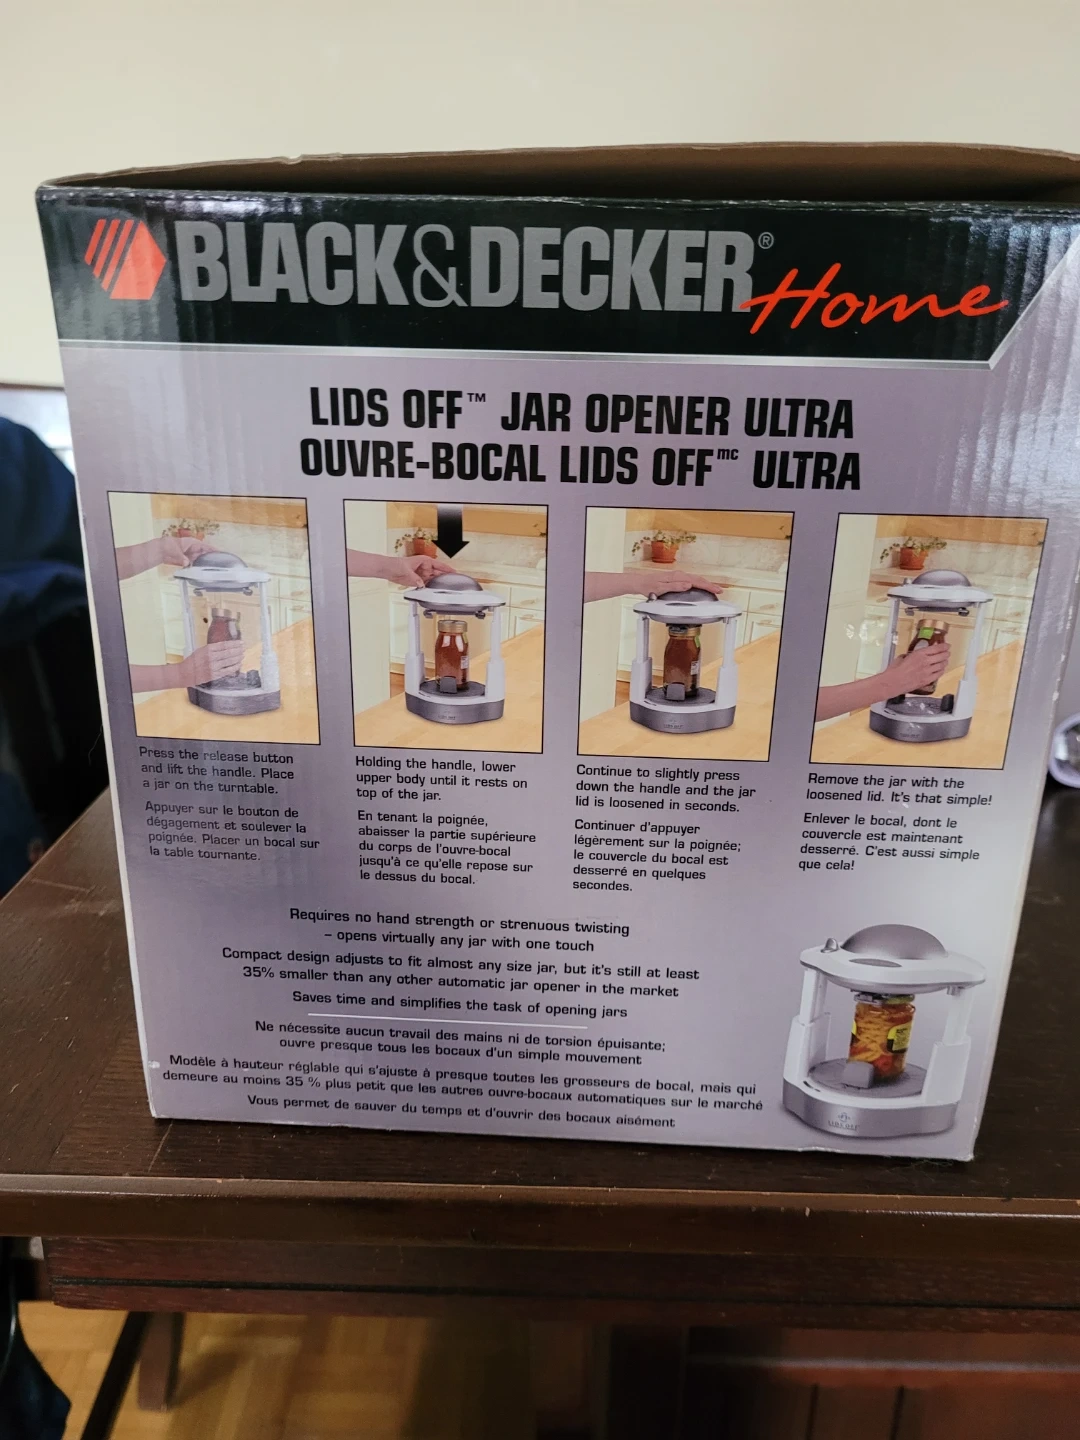 BLACK&DECKER® Home
LIDS OFF™ JAR OPENER ULTRA
OUVRE-BOCAL LIDS OFFmc ULTRA
Press the release button
and lift the handle. Place
a jar on the turntable.
Appuyer sur le bouton de
dégagement et soulever la
poignée. Placer un bocal sur
la table tournante.
Holding the handle, lower
upper body until it rests on
top of the jar.
En tenant la poignée,
abaisser la partie supérieure
du corps de l'ouvre-bocal
jusqu'à ce qu'elle repose sur
le dessus du bocal.
Continue to slightly press
down the handle and the jar
lid is loosened in seconds.
Continuer d'appuyer
légèrement sur la poignée;
le couvercle du bocal est
desserré en quelques
secondes.
Remove the jar with the
loosened lid. It's that simple!
Enlever le bocal, dont le
couvercle est maintenant
desserré. C'est aussi simple
que cela!
Requires no hand strength or strenuous twisting
– opens virtually any jar with one touch
Compact design adjusts to fit almost any size jar, but it's still at least
35% smaller than any other automatic jar opener in the market
Saves time and simplifies the task of opening jars
Ne nécessite aucun travail des mains ni de torsion épuisante;
ouvre presque tous les bocaux d'un simple mouvement
Modèle à hauteur réglable qui s'ajuste à presque toutes les grosseurs de bocal, mais qui
demeure au moins 35 % plus petit que les autres ouvre-bocaux automatiques sur le marché
Vous permet de sauver du temps et d'ouvrir des bocaux aisément
LIDS OFF